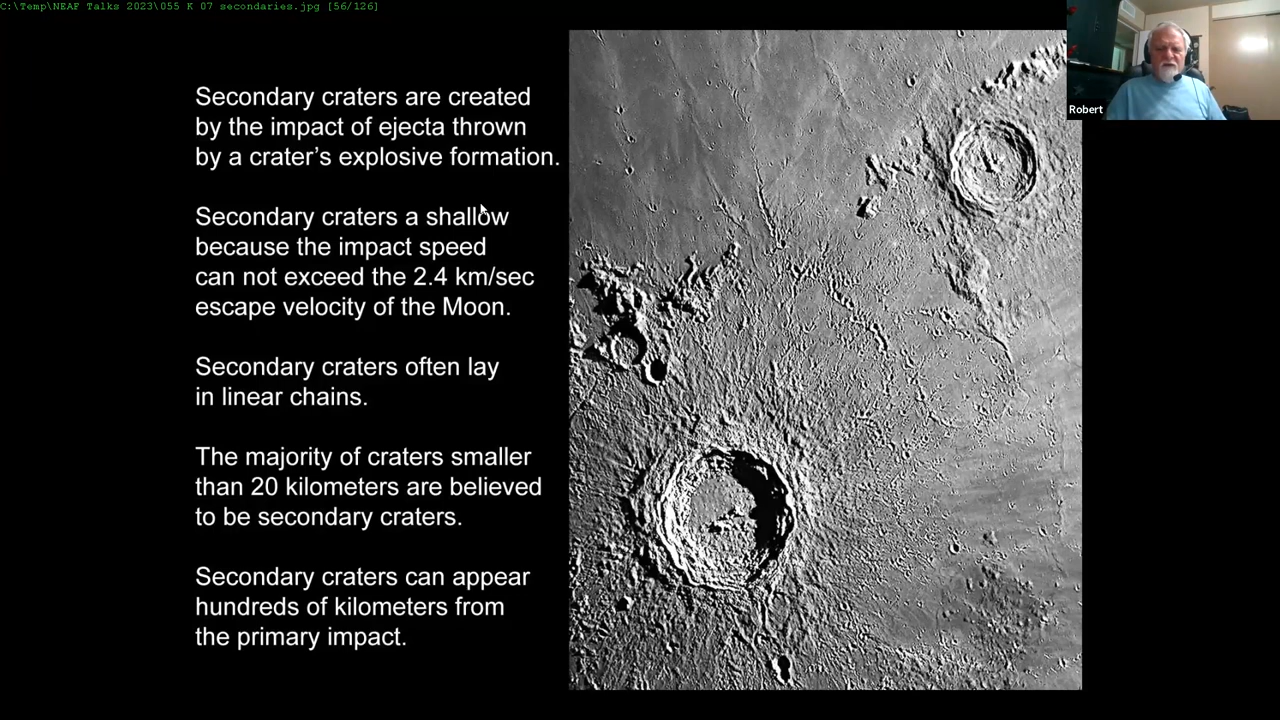 C:\Temp\NEAF Talks 2023\055 K 07 secondaries.jpg [56/126]
Secondary craters are created
by the impact of ejecta thrown
by a crater's explosive formation.
Secondary craters a shallow
because the impact speed
can not exceed the 2.4 km/sec
escape velocity of the Moon.
Secondary craters often lay
in linear chains.
The majority of craters smaller
than 20 kilometers are believed
to be secondary craters.
Secondary craters can appear
hundreds of kilometers from
the primary impact.
Robert